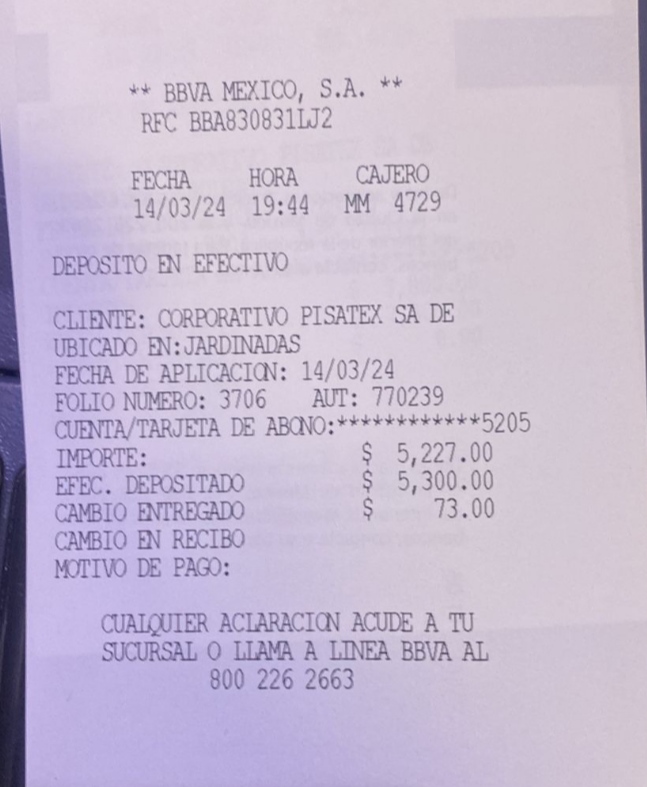 ** BBVA MEXICO, S.A. **
RFC BBA830831LJ2
FECHA HORA CAJERO
14/03/24 19:44 MM 4729
DEPOSITO EN EFECTIVO
CLIENTE: CORPORATIVO PISATEX SA DE
UBICADO EN:JARDINADAS
FECHA DE APLICACION: 14/03/24
FOLIO NUMERO: 3706 AUT: 770239
CUENTA/TARJETA DE ABONO:************5205
IMPORTE: $ 5,227.00
EFEC. DEPOSITADO $ 5,300.00
CAMBIO ENTREGADO $ 73.00
CAMBIO EN RECIBO
MOTIVO DE PAGO:
CUALQUIER ACLARACION ACUDE A TU
SUCURSAL O LLAMA A LINEA BBVA AL
800 226 2663